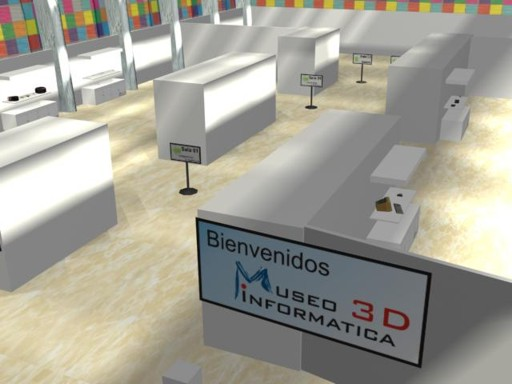 Bienvenidos
Museo 3D
informatica